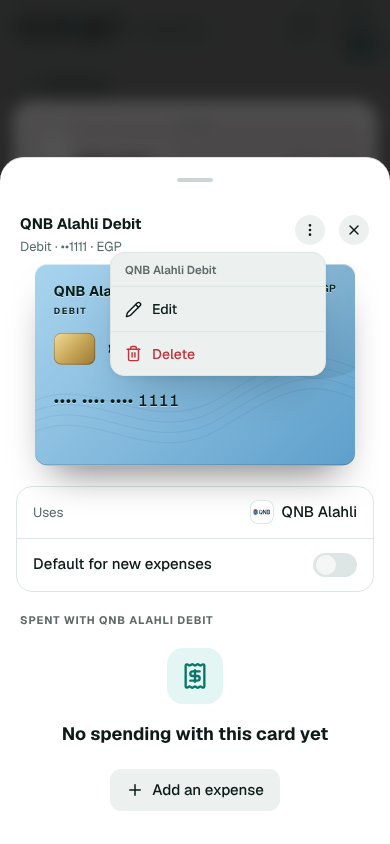 QNB Alahli Debit
Debit · ••1111 · EGP
QNB Alahli Debit
Edit
Delete
QNB Ala
DEBIT
•••• •••• •••• 1111
Uses
QNB
QNB Alahli
Default for new expenses
SPENT WITH QNB ALAHLI DEBIT
No spending with this card yet
Add an expense